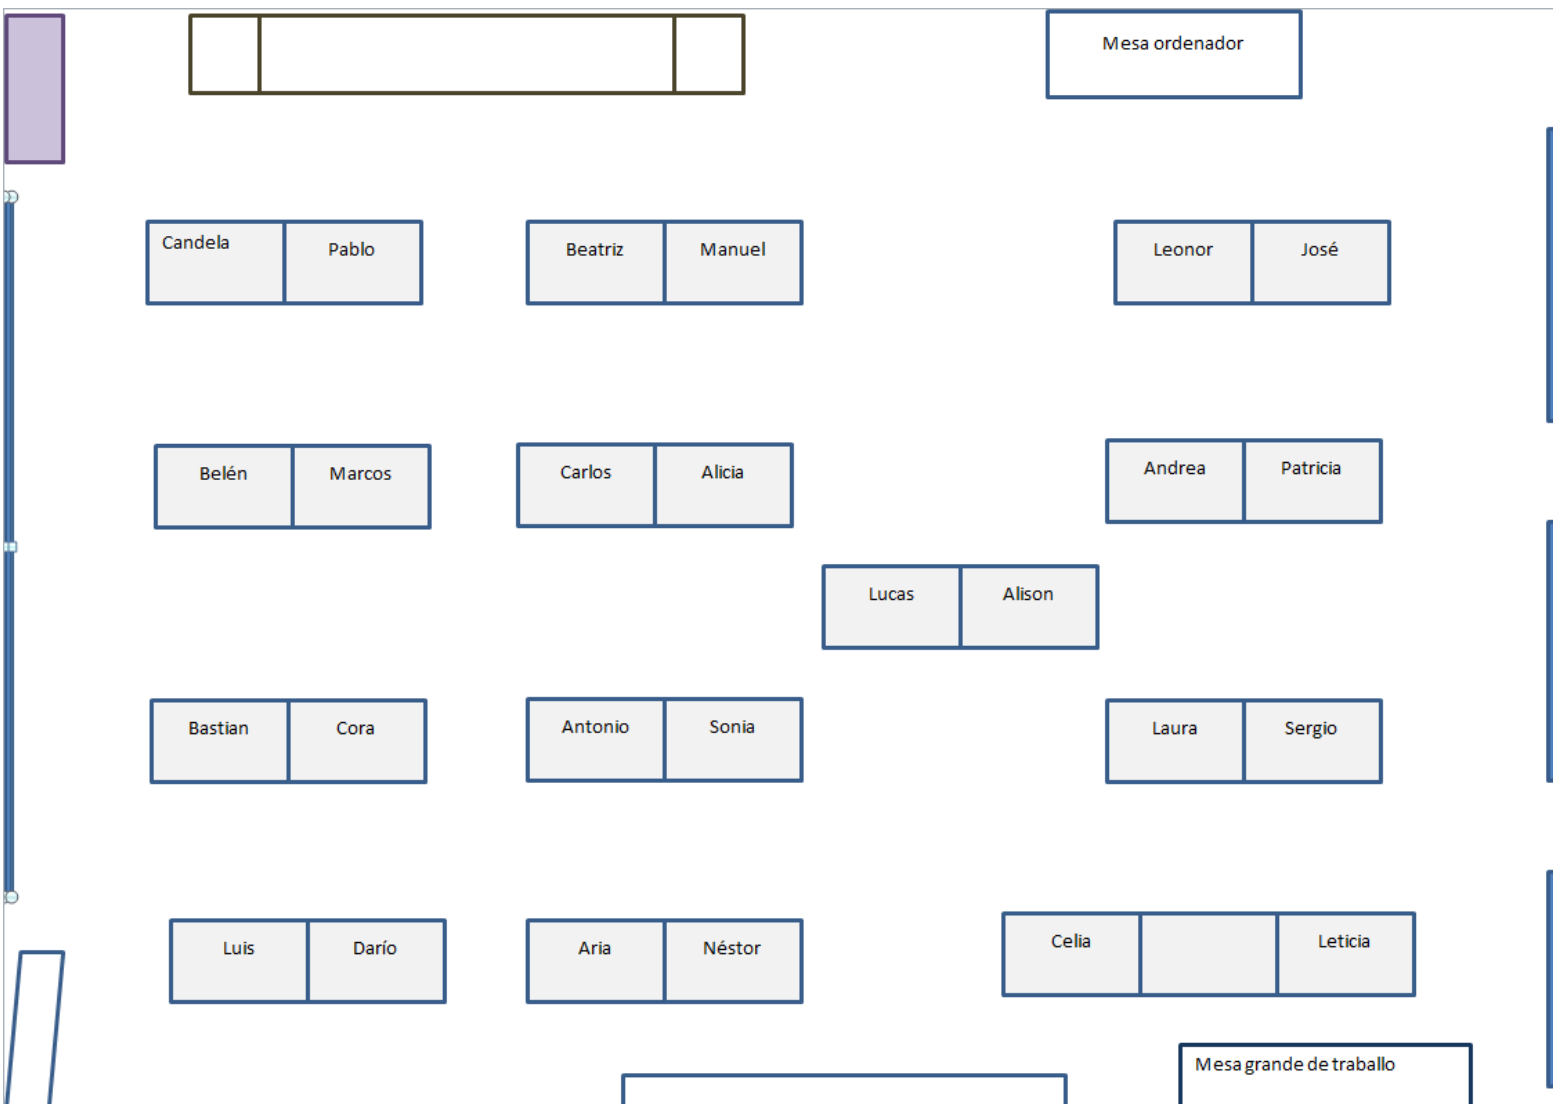 Mesa ordenador
Candela
Pablo
Beatriz
Manuel
Leonor
José
Belén
Marcos
Carlos
Alicia
Andrea
Patricia
Lucas
Alison
Bastian
Cora
Antonio
Sonia
Laura
Sergio
Luis
Darío
Aria
Néstor
Celia
Leticia
Mesa grande de traballo